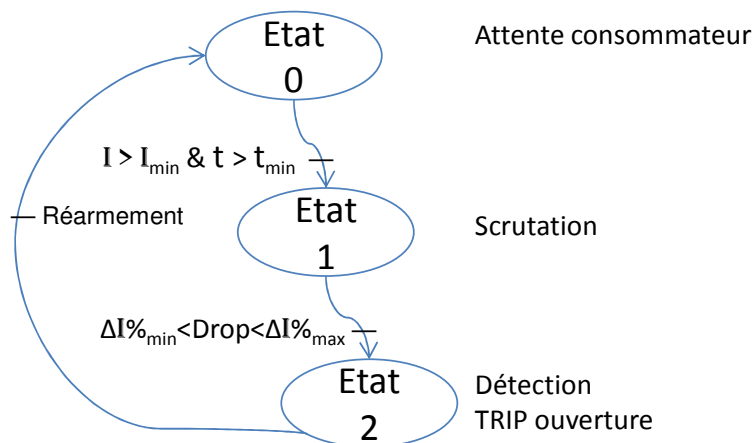 Etat
0
Attente consommateur
I > Imin & t > tmin
Etat
1
Scrutation
Réarmement
ΔI%min<Drop<ΔI%max
Etat
2
Détection
TRIP ouverture